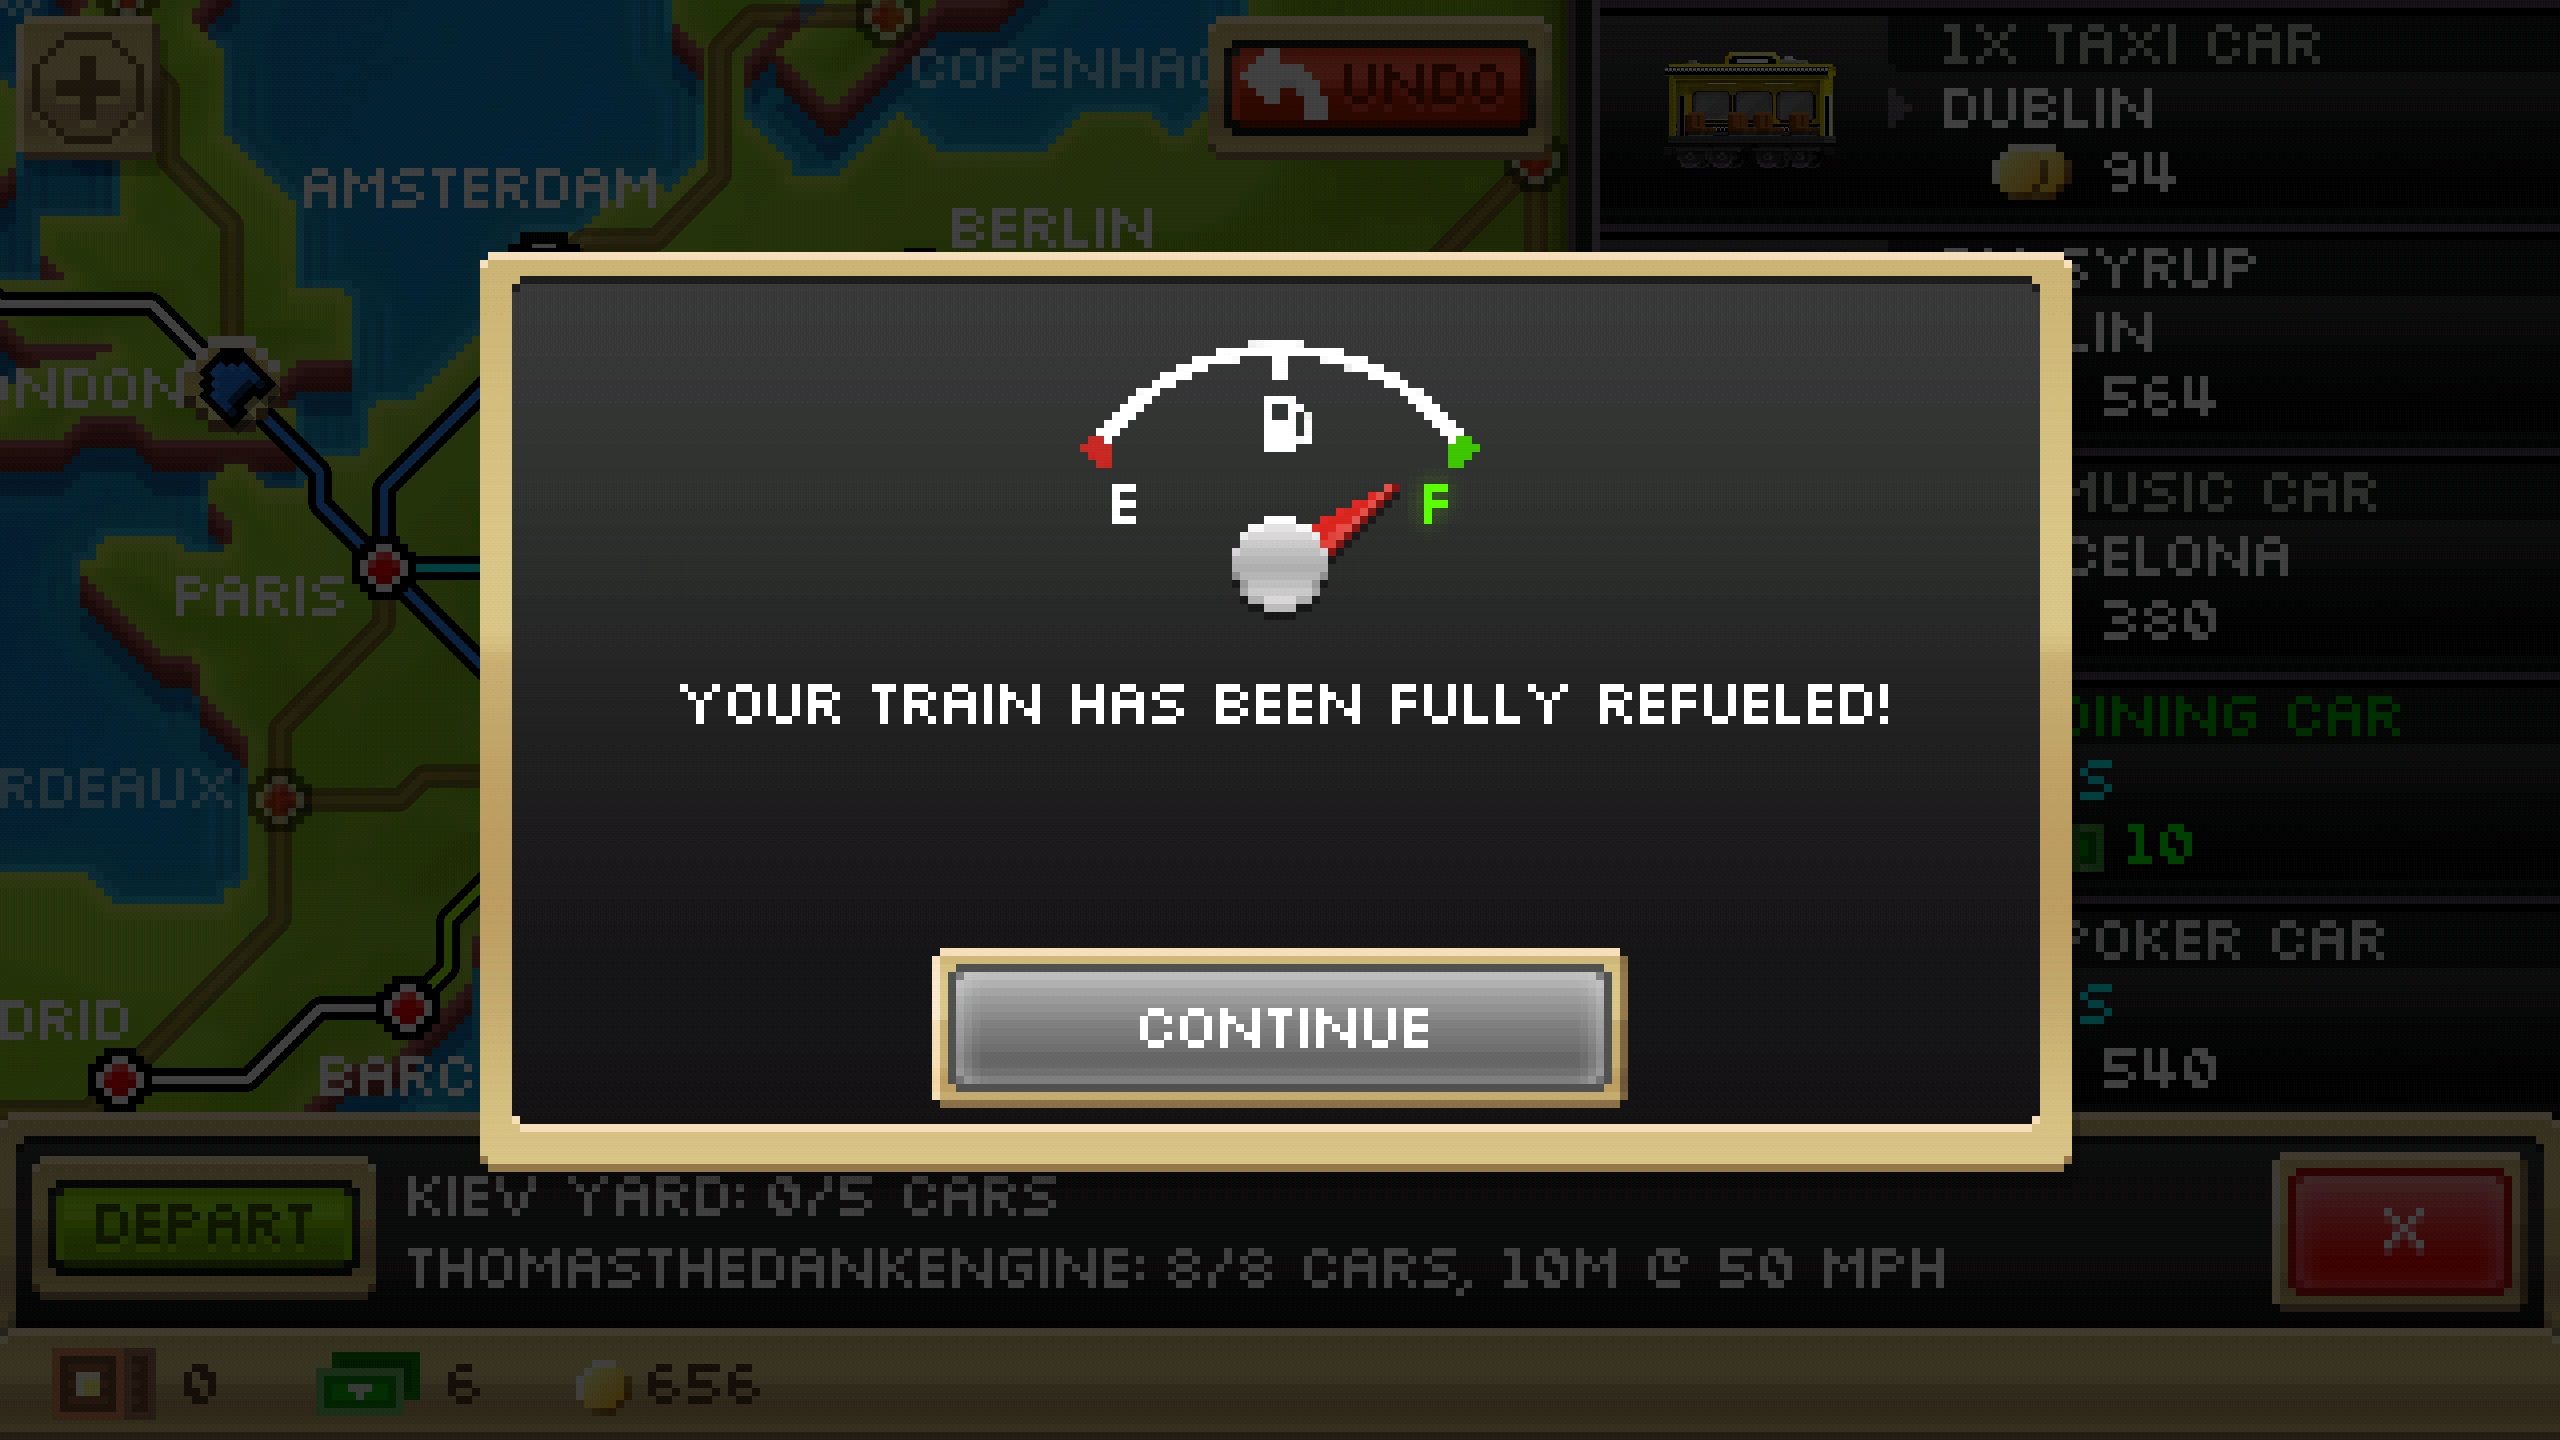 COPENHAG
UNDO
AMSTERDAM
BERLIN
ONDON
PARIS
RDEAUX
DRID
BARC
1X TAXI CAR
DUBLIN
94
SYRUP
LIN
564
MUSIC CAR
CELONA
380
DINING CAR
S
10
POKER CAR
S
540
E
F
YOUR TRAIN HAS BEEN FULLY REFUELED!
CONTINUE
DEPART
KIEV YARD: 0/5 CARS
THOMASTHEDANKENGINE: 8/8 CARS, 10M @ 50 MPH
X
0 6 656